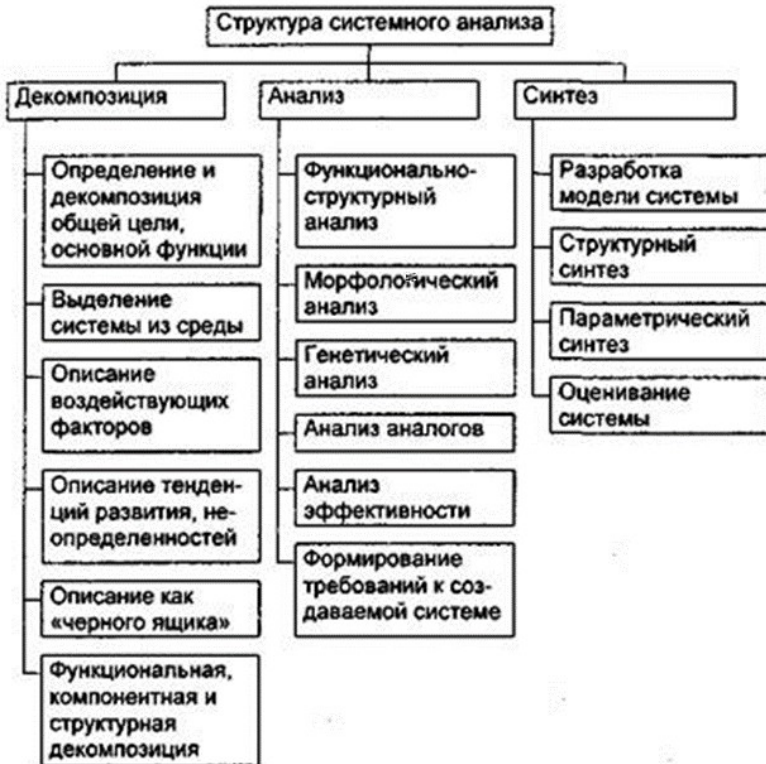 Структура системного анализа
Декомпозиция
Определение и
декомпозиция
общей цели,
основной функции
Выделение
системы из среды
Описание
воздействующих
факторов
Описание тенден-
ций развития, не-
определенностей
Описание как
«черного ящика»
Функциональная,
компонентная и
структурная
декомпозиция
Анализ
Функционально-
структурный
анализ
Морфологический
анализ
Генетический
анализ
Анализ аналогов
Анализ
эффективности
Формирование
требований к соз-
даваемой системе
Синтез
Разработка
модели системы
Структурный
синтез
Параметрический
синтез
Оценивание
системы